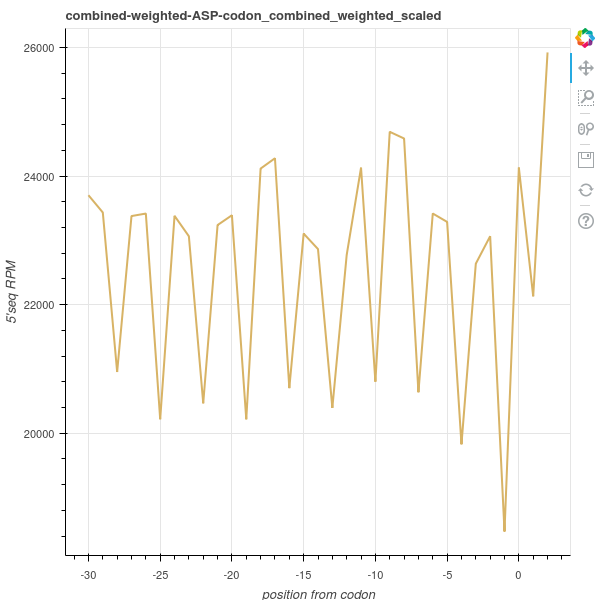 combined-weighted-ASP-codon_combined_weighted_scaled
26000
24000
22000
20000
5'seq RPM
-30 -25 -20 -15 -10 -5 0
position from codon